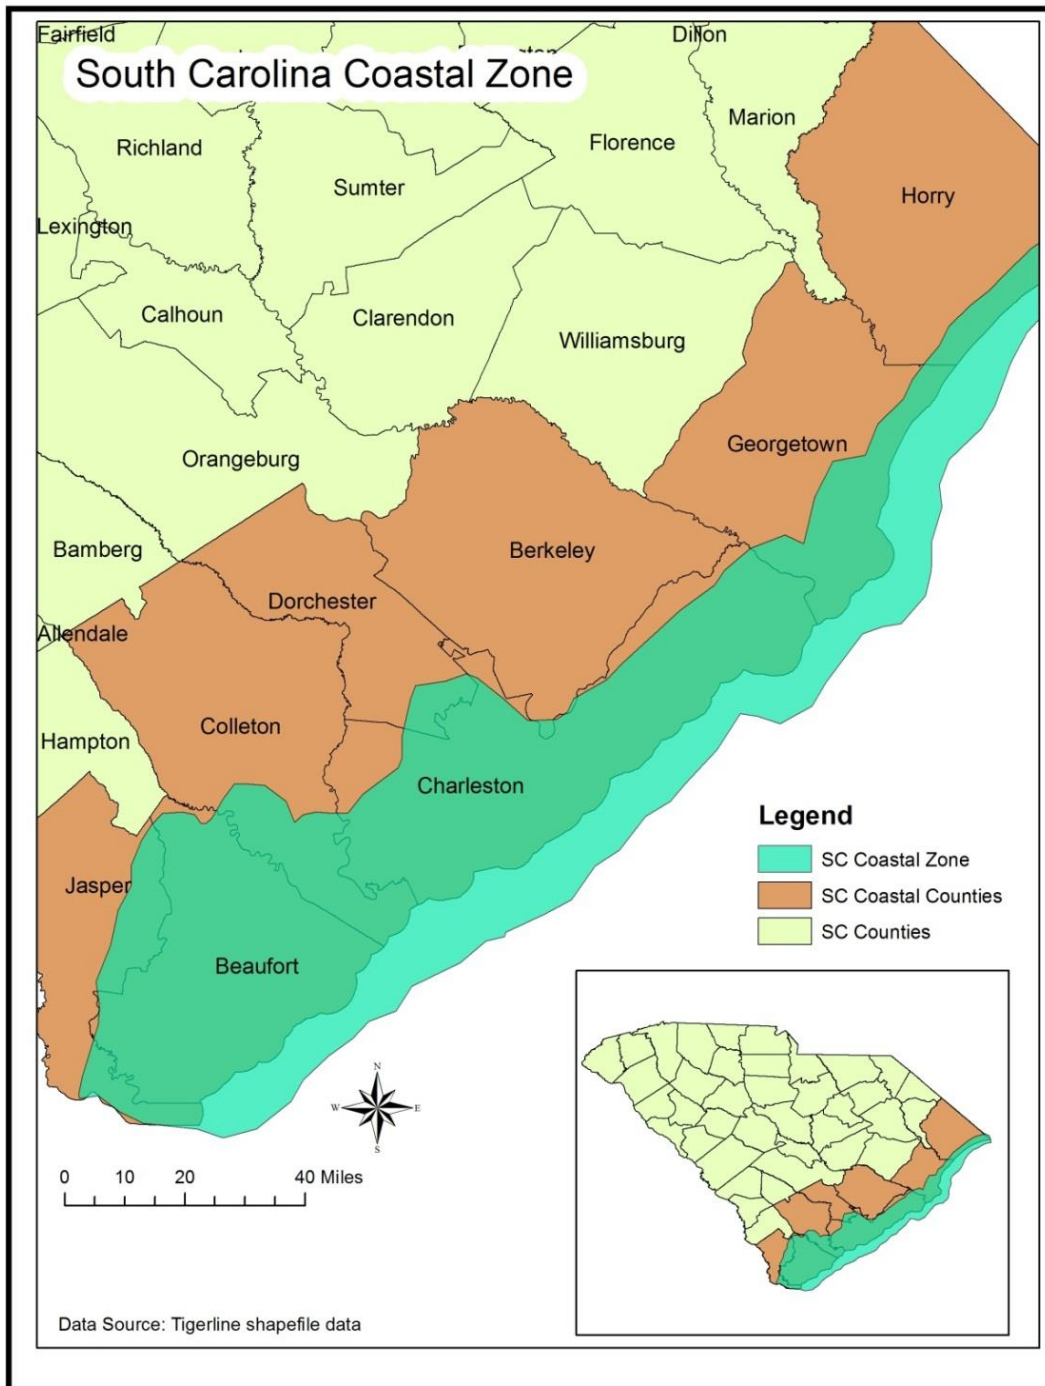 Fairfield
Dillon
South Carolina Coastal Zone
Marion
Richland
Florence
Sumter
Horry
Lexington
Calhoun
Clarendon
Williamsburg
Georgetown
Orangeburg
Bamberg
Berkeley
Dorchester
Allendale
Colleton
Hampton
Charleston
Jasper
Beaufort
Legend
SC Coastal Zone
SC Coastal Counties
SC Counties
N
W E
S
0 10 20 40 Miles
Data Source: Tigerline shapefile data